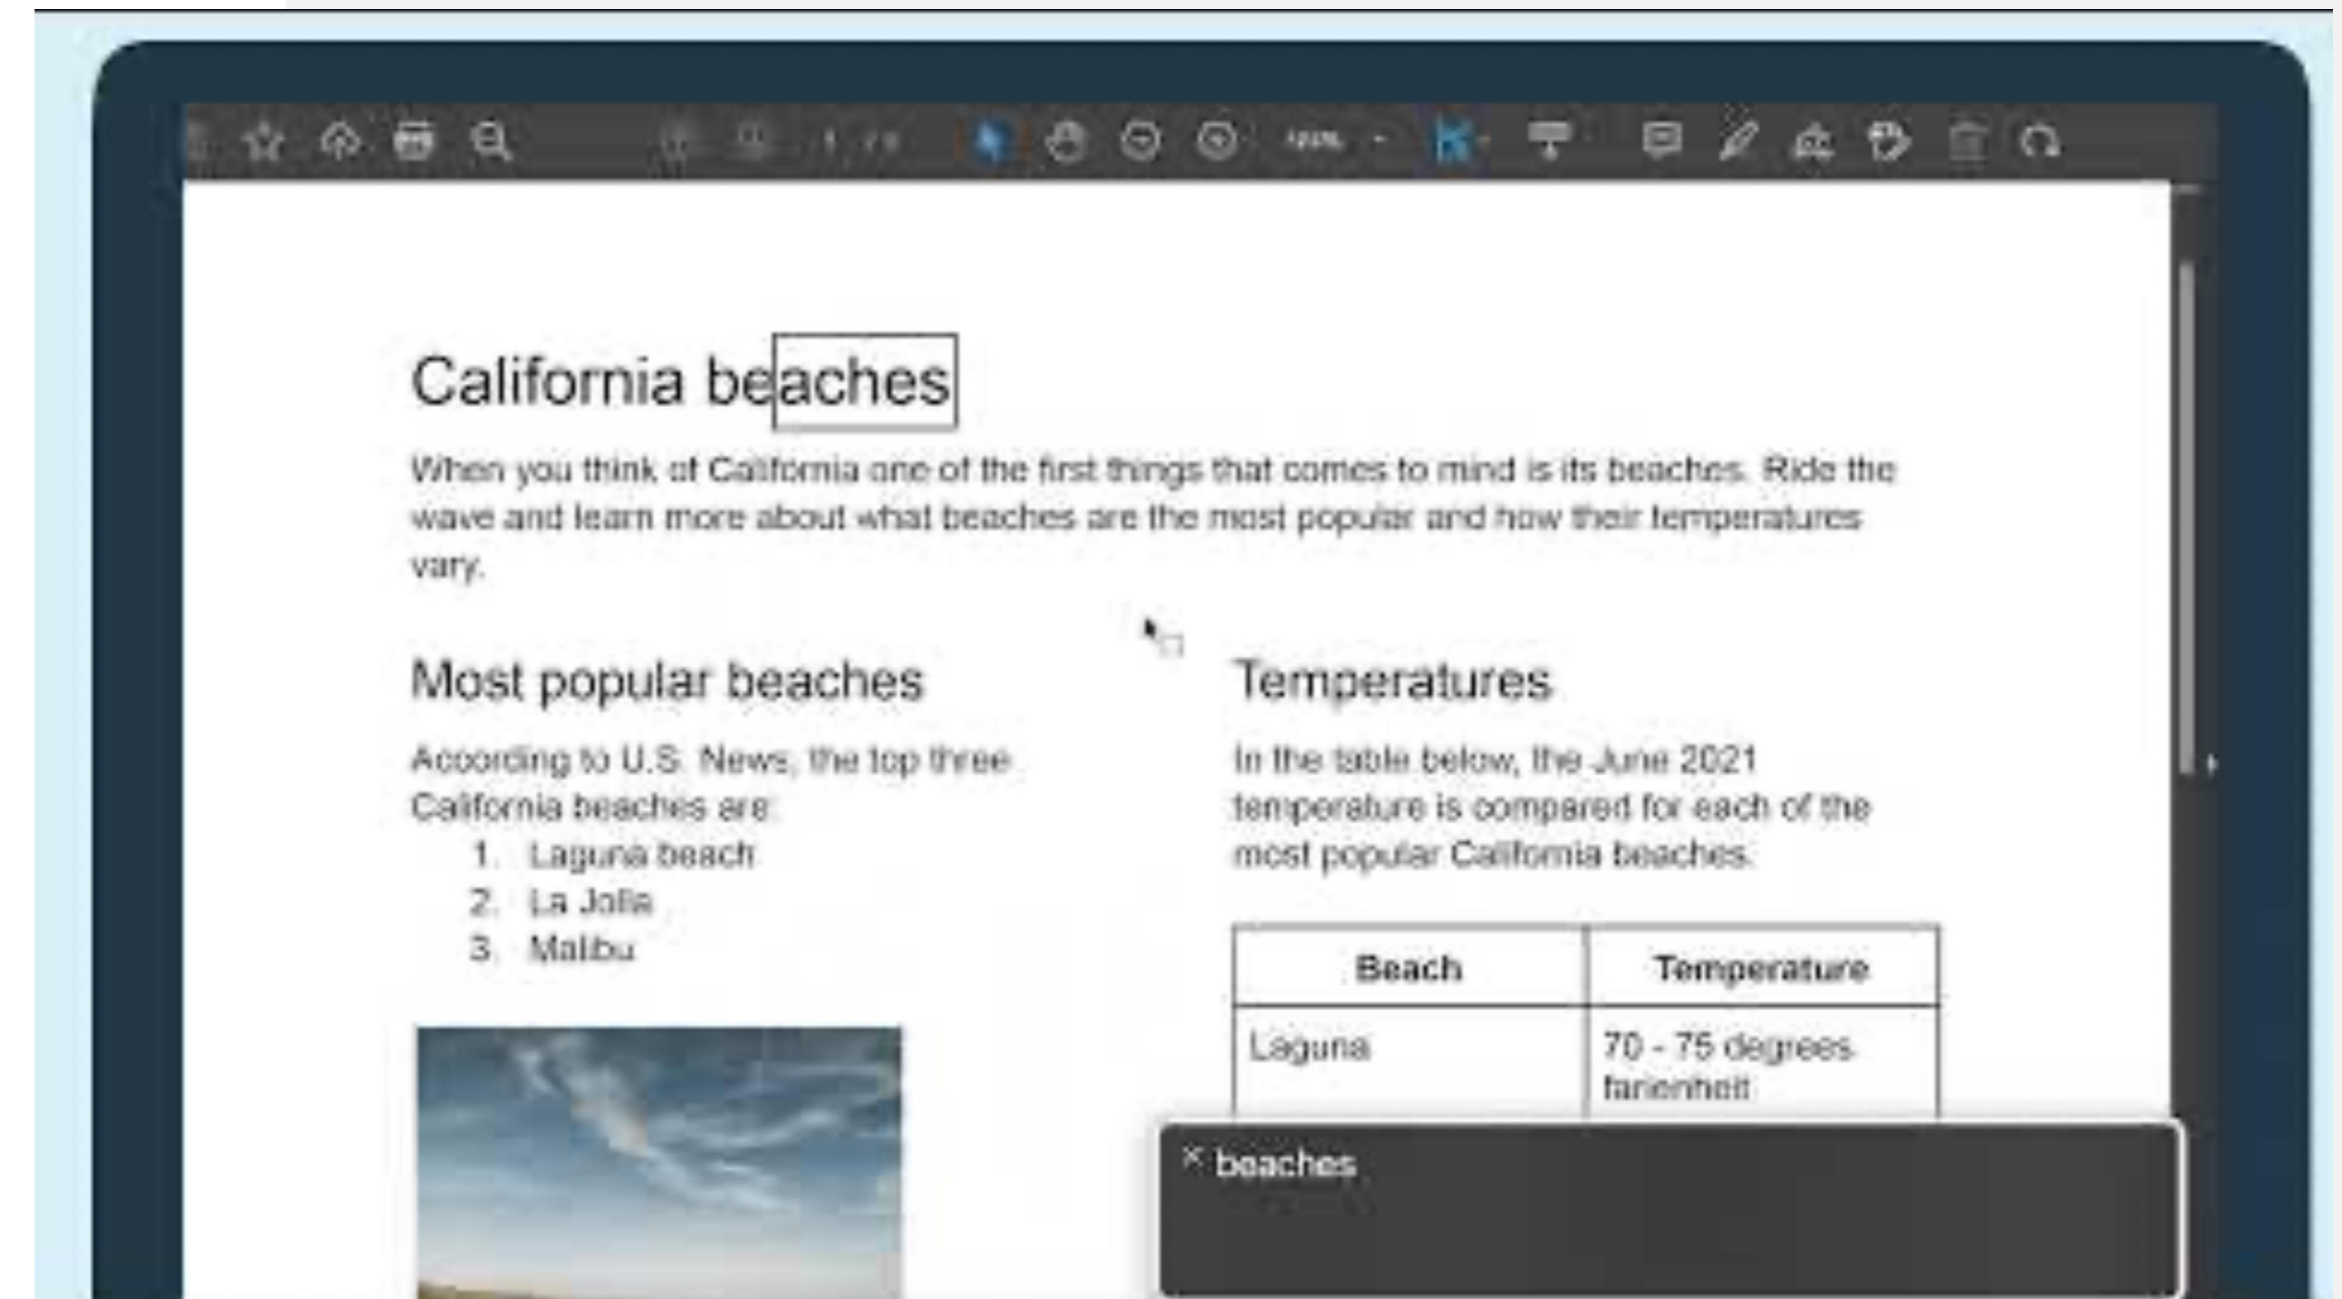 California beaches
When you think of California one of the first things that comes to mind is its beaches. Ride the
wave and learn more about what beaches are the most popular and how their temperatures
vary.
Most popular beaches
According to U.S. News, the top three
California beaches are:
1. Laguna beach
2. La Jolla
3. Malibu
Temperatures
In the table below, the June 2021
temperature is compared for each of the
most popular California beaches.
Beach Temperature
Laguna 70 - 75 degrees
farienheit
× beaches